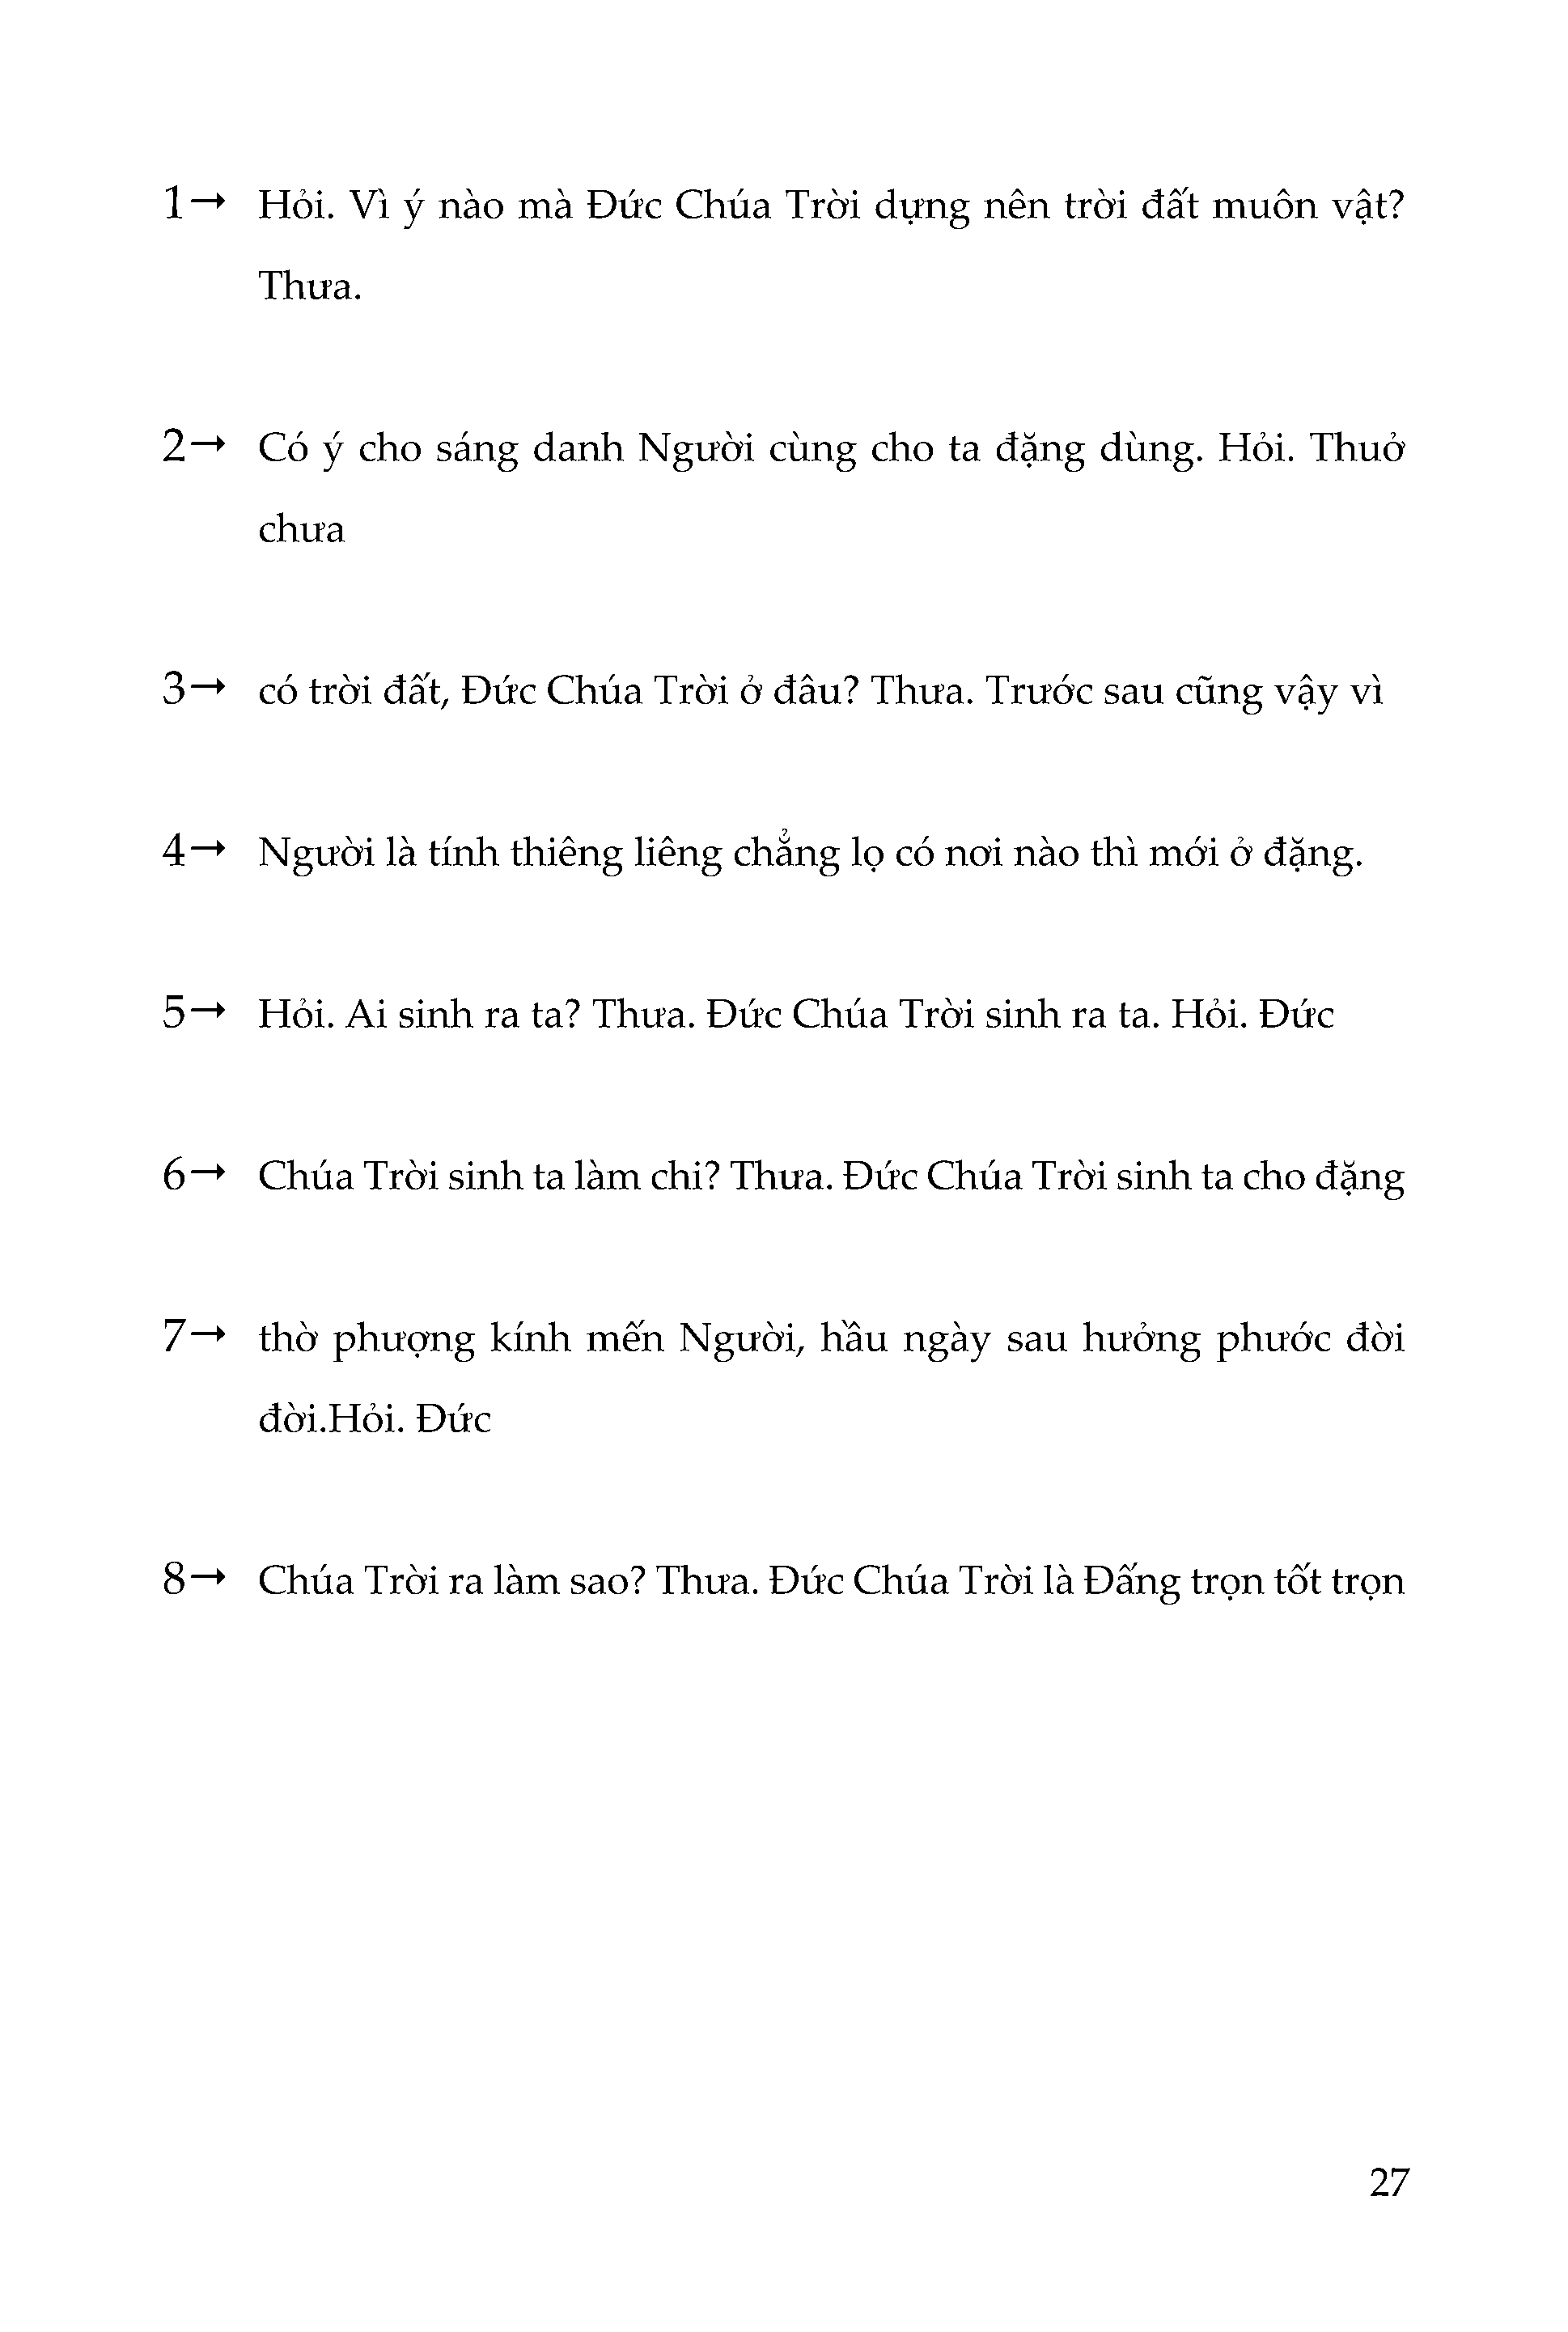 1→ Hỏi. Vì ý nào mà Đức Chúa Trời dựng nên trời đất muôn vật?
Thưa.
2→ Có ý cho sáng danh Người cùng cho ta đặng dùng. Hỏi. Thuở
chưa
3→ có trời đất, Đức Chúa Trời ở đâu? Thưa. Trước sau cũng vậy vì
4→ Người là tính thiêng liêng chẳng lọ có nơi nào thì mới ở đặng.
5→ Hỏi. Ai sinh ra ta? Thưa. Đức Chúa Trời sinh ra ta. Hỏi. Đức
6→ Chúa Trời sinh ta làm chi? Thưa. Đức Chúa Trời sinh ta cho đặng
7→ thờ phượng kính mến Người, hầu ngày sau hưởng phước đời
đời.Hỏi. Đức
8→ Chúa Trời ra làm sao? Thưa. Đức Chúa Trời là Đấng trọn tốt trọn
27